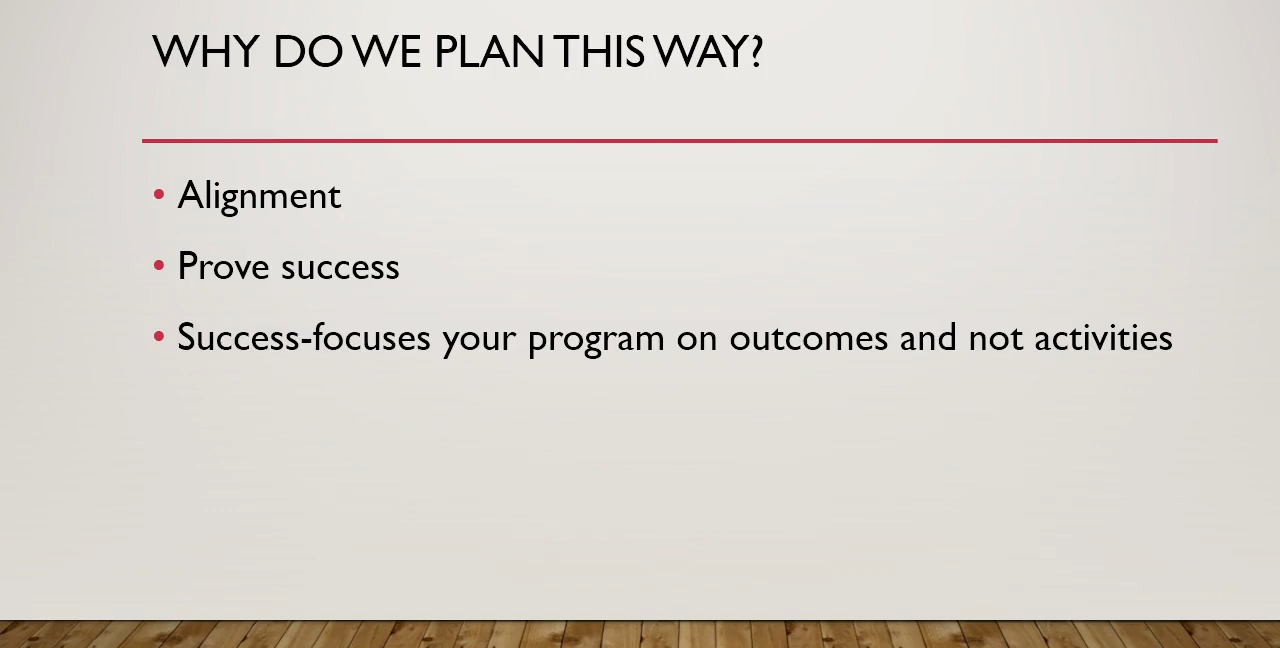 WHY DO WE PLAN THIS WAY?
• Alignment
• Prove success
• Success-focuses your program on outcomes and not activities